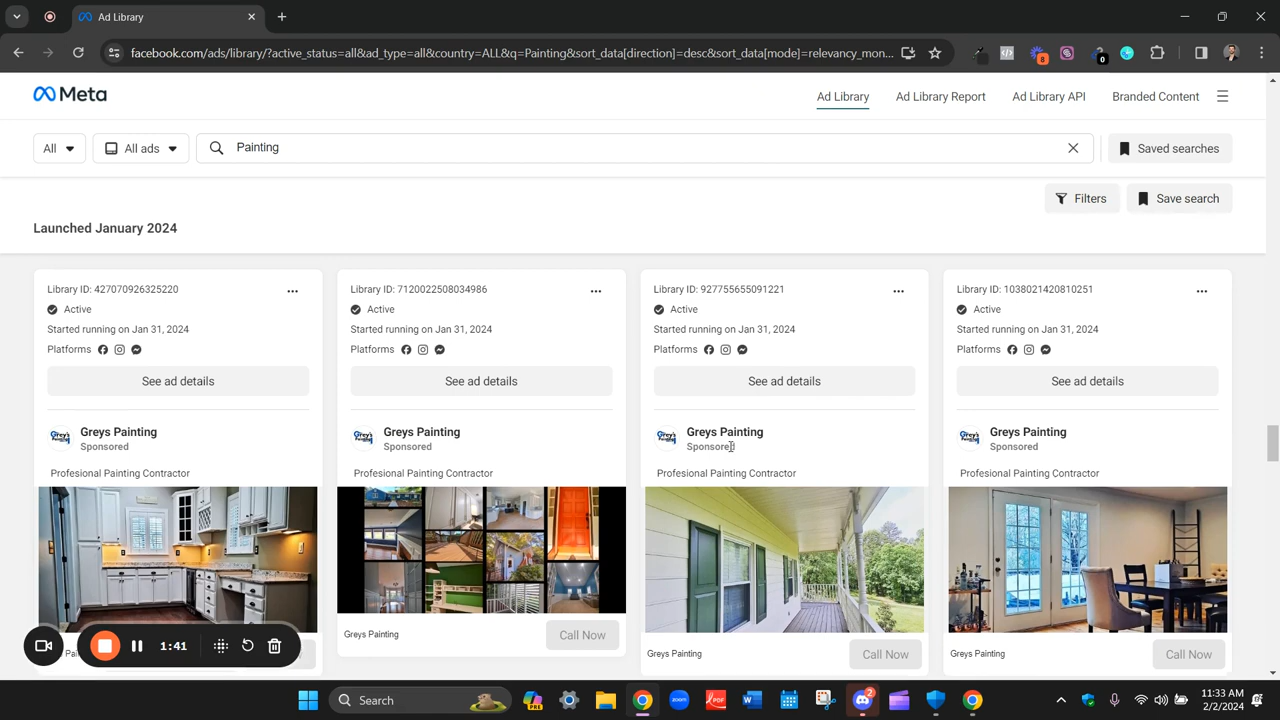 Ad Library
facebook.com/ads/library/?active_status=all&ad_type=all&country=ALL&q=Painting&sort_data[direction]=desc&sort_data[mode]=relevancy_mon...
8
0
Meta
Ad Library
Ad Library Report
Ad Library API
Branded Content
All
All ads
Painting
Saved searches
Filters
Save search
Launched January 2024
Library ID: 427070926325220
Active
Started running on Jan 31, 2024
Platforms
See ad details
Greys Painting
Sponsored
Profesional Painting Contractor
Library ID: 7120022508034986
Active
Started running on Jan 31, 2024
Platforms
See ad details
Greys Painting
Sponsored
Profesional Painting Contractor
Greys Painting
Call Now
Library ID: 927755655091221
Active
Started running on Jan 31, 2024
Platforms
See ad details
Greys Painting
Sponsored
Profesional Painting Contractor
Greys Painting
Call Now
Library ID: 1038021420810251
Active
Started running on Jan 31, 2024
Platforms
See ad details
Greys Painting
Sponsored
Profesional Painting Contractor
Greys Painting
Call Now
1:41
Search
2
11:33 AM
2/2/2024